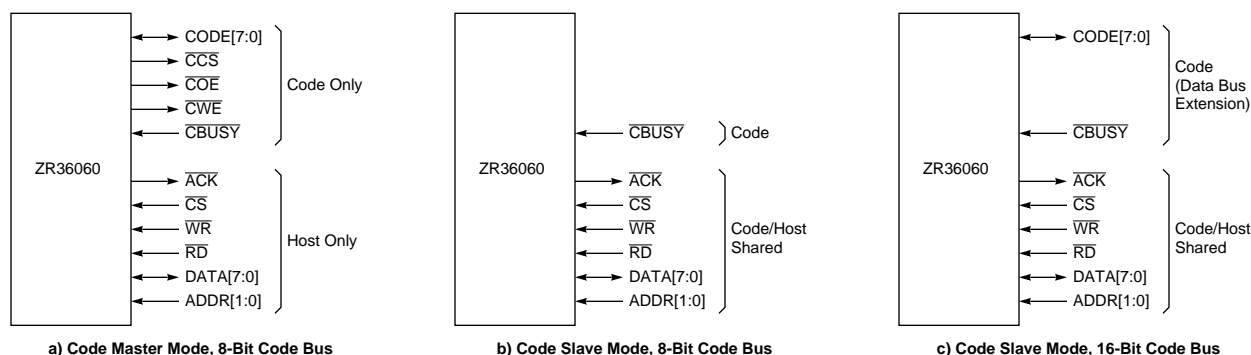 ZR36060
CODE[7:0]
CCS
COE
CWE
CBUSY
Code Only
ACK
CS
WR
RD
DATA[7:0]
ADDR[1:0]
Host Only
a) Code Master Mode, 8-Bit Code Bus
ZR36060
CBUSY
Code
ACK
CS
WR
RD
DATA[7:0]
ADDR[1:0]
Code/Host
Shared
b) Code Slave Mode, 8-Bit Code Bus
ZR36060
CODE[7:0]
CBUSY
Code
(Data Bus
Extension)
ACK
CS
WR
RD
DATA[7:0]
ADDR[1:0]
Code/Host
Shared
c) Code Slave Mode, 16-Bit Code Bus